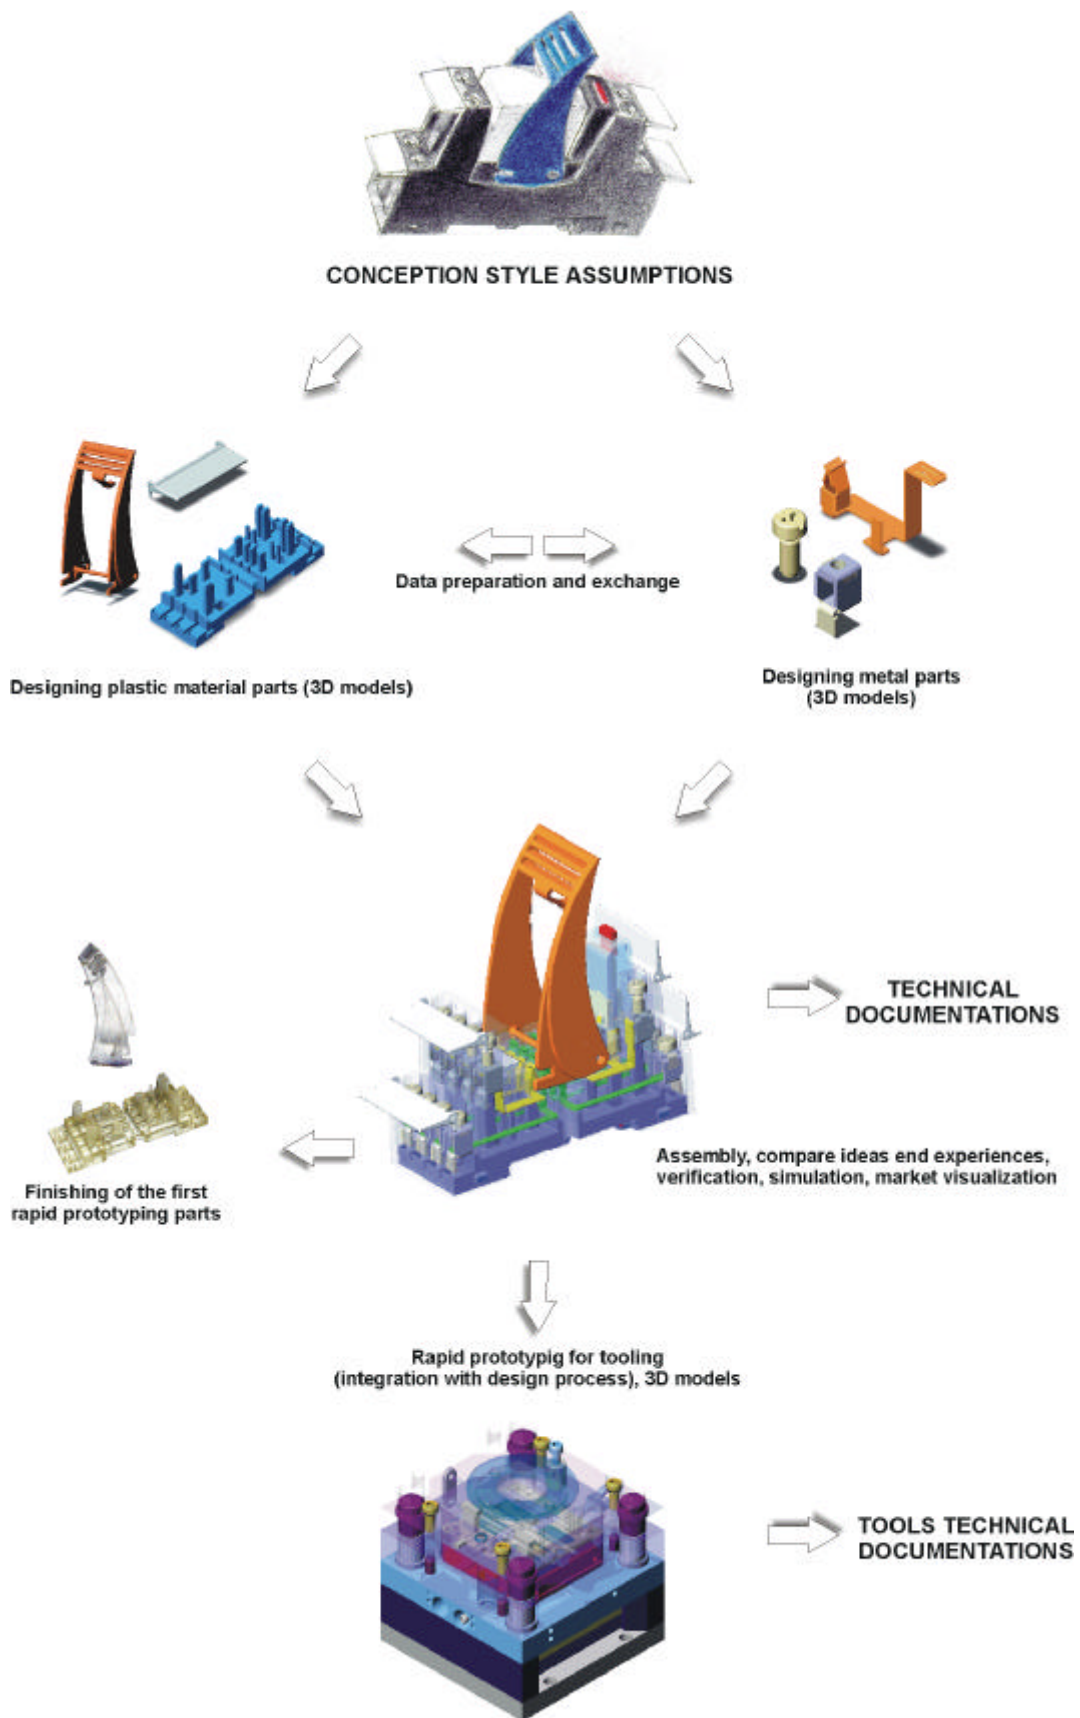 CONCEPTION STYLE ASSUMPTIONS
Data preparation and exchange
Designing plastic material parts (3D models)
Designing metal parts
(3D models)
TECHNICAL
DOCUMENTATIONS
Assembly, compare ideas end experiences,
verification, simulation, market visualization
Finishing of the first
rapid prototyping parts
Rapid prototypig for tooling
(integration with design process), 3D models
TOOLS TECHNICAL
DOCUMENTATIONS